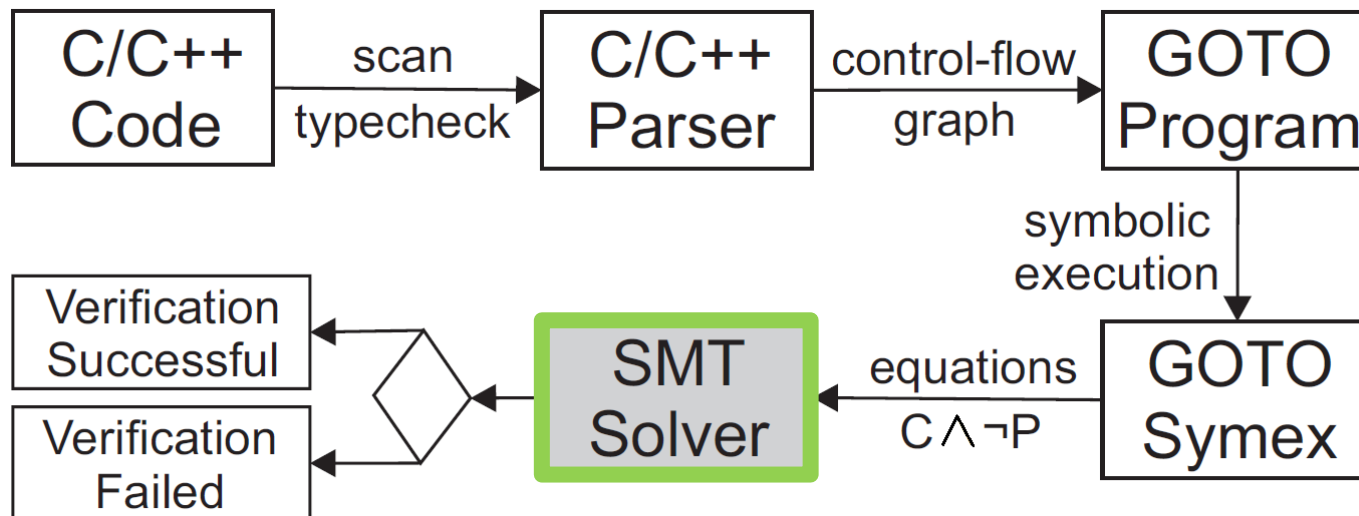 C/C++
Code
scan
typecheck
C/C++
Parser
control-flow
graph
GOTO
Program
symbolic
execution
GOTO
Symex
equations
C∧¬P
SMT
Solver
Verification
Successful
Verification
Failed